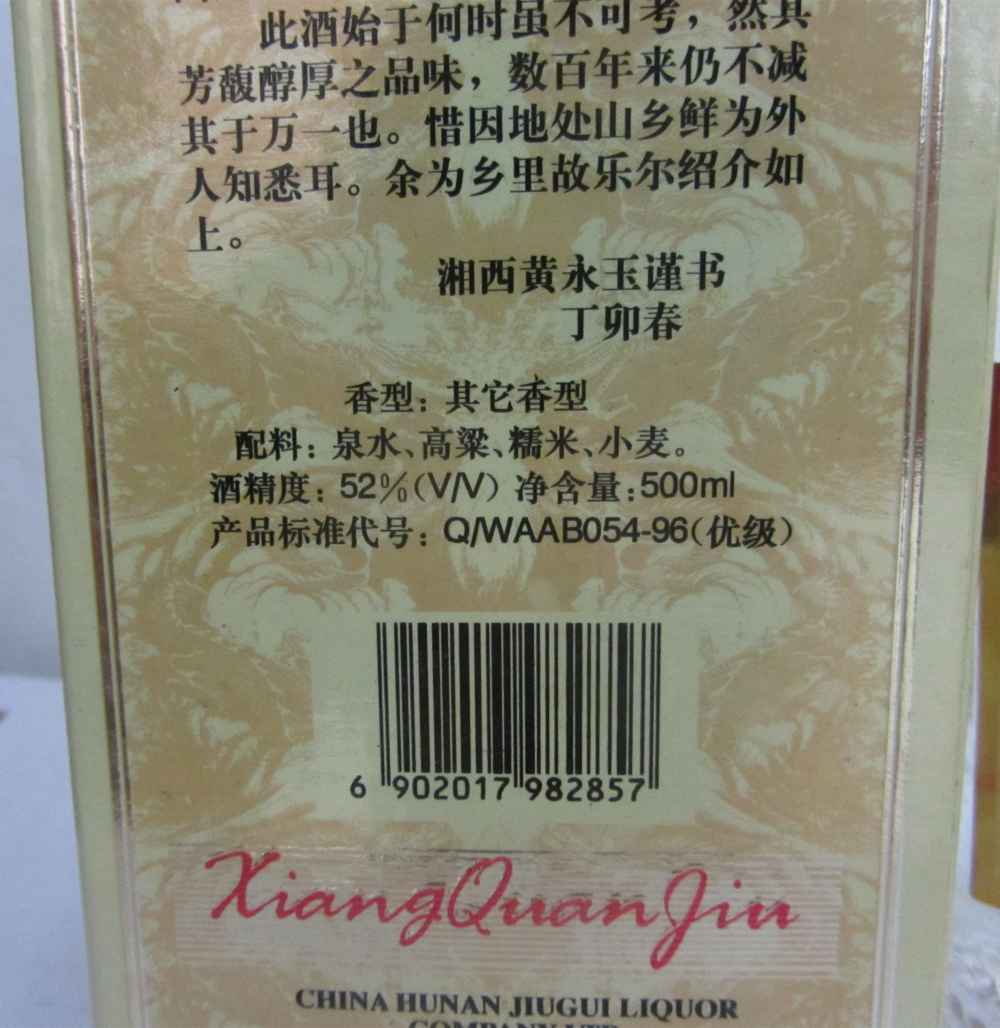 此酒始于何时虽不可考，然其
芳馥醇厚之品味，数百年来仍不减
其于万一也。惜因地处山乡鲜为外
人知悉耳。余为乡里故乐尔绍介如
上。
湘西黄永玉谨书
丁卯春
香型：其它香型
配料：泉水、高粱、糯米、小麦。
酒精度：52%(V/V) 净含量:500ml
产品标准代号：Q/WAAB054-96(优级)
6 902017 982857
XiangQuanJiu
CHINA HUNAN JIUGUI LIQUOR
COMPANY LTD